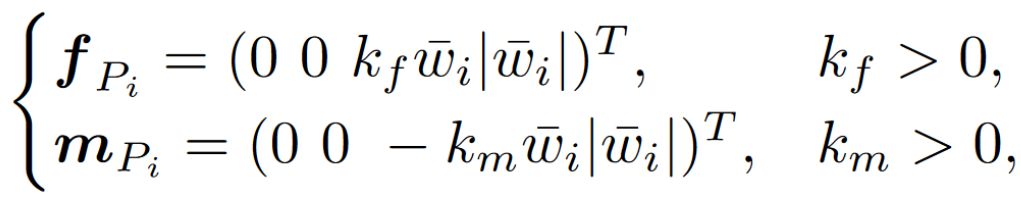 f_{P_i} = (0 0 k_f w̄_i|w̄_i|)^T, k_f > 0,
m_{P_i} = (0 0 − k_m w̄_i|w̄_i|)^T, k_m > 0,